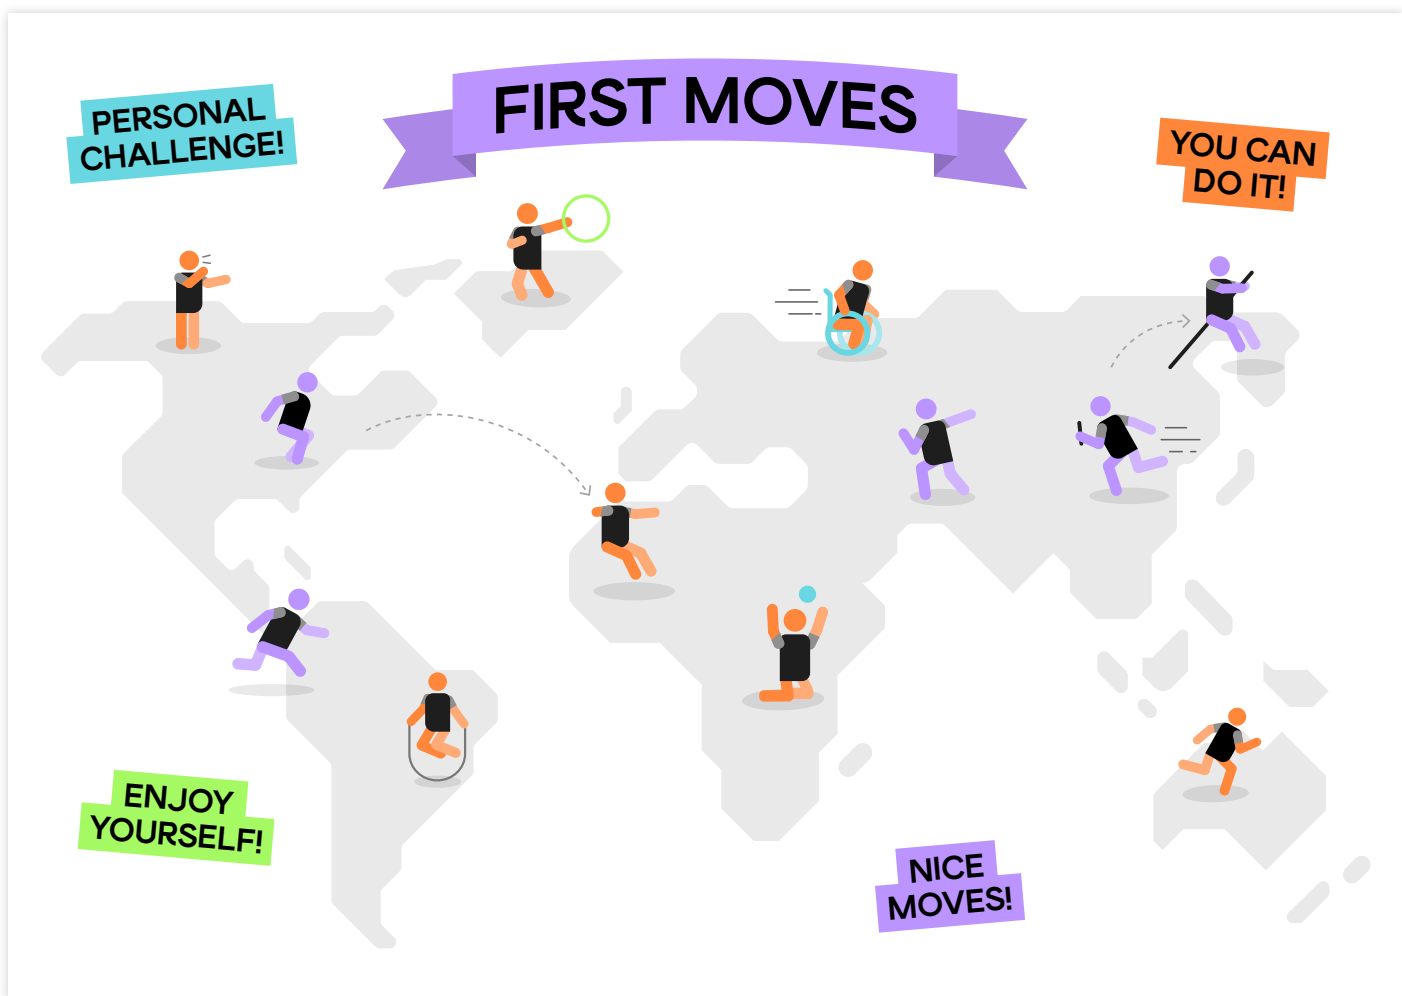 FIRST MOVES
PERSONAL
CHALLENGE!
YOU CAN
DO IT!
ENJOY
YOURSELF!
NICE
MOVES!